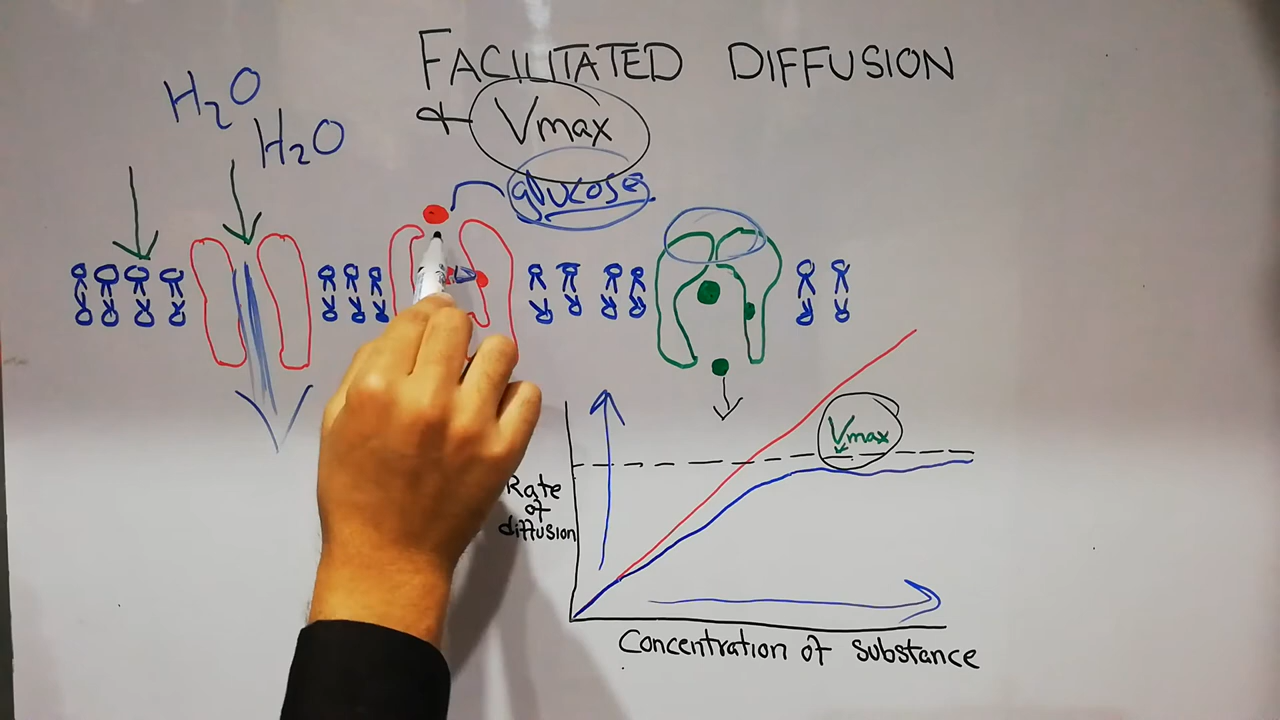 FACILITATED DIFFUSION
& Vmax
H₂O
H₂O
glucose
Vmax
Rate
of
diffusion
Concentration of substance